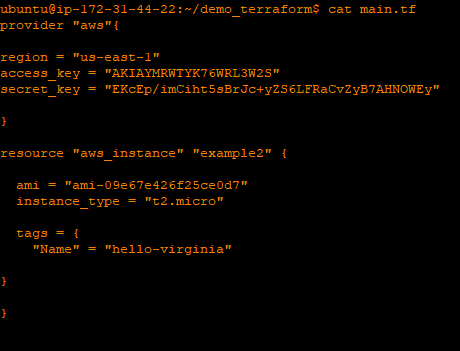 ubuntu@ip-172-31-44-22:~/demo_terraform$ cat main.tf
provider "aws"{
region = "us-east-1"
access_key = "AKIAYMRWTYK76WRL3W2S"
secret_key = "EKcEp/imCiht5sBrJc+yZS6LFRaCvZyB7AHNOWEy"
}
resource "aws_instance" "example2" {
ami = "ami-09e67e426f25ce0d7"
instance_type = "t2.micro"
tags = {
"Name" = "hello-virginia"
}
}